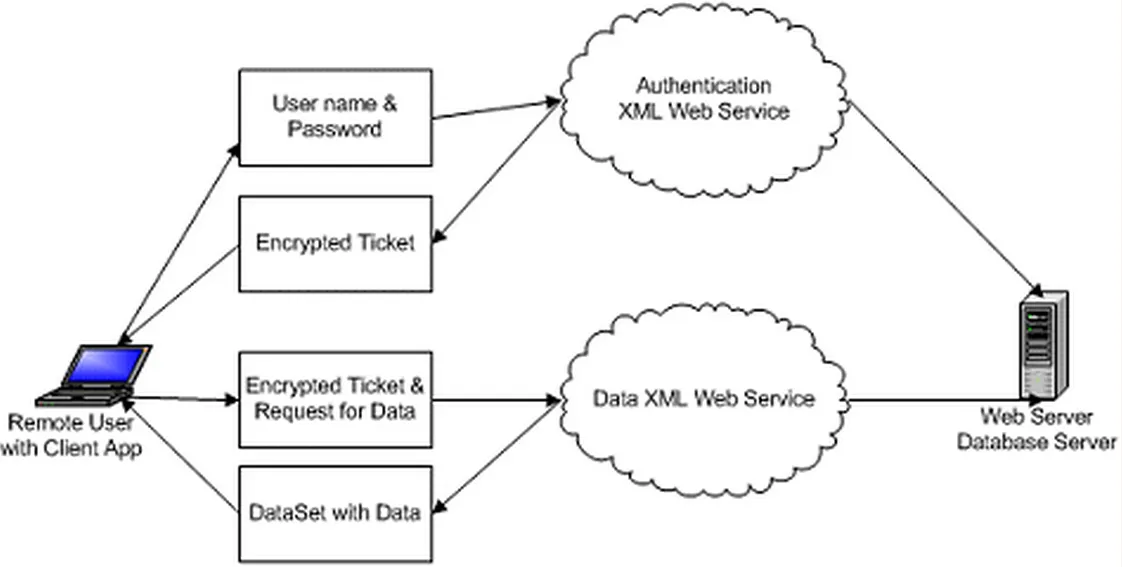 User name &
Password
Authentication
XML Web Service
Encrypted Ticket
Encrypted Ticket &
Request for Data
Data XML Web Service
Remote User
with Client App
Web Server
Database Server
DataSet with Data